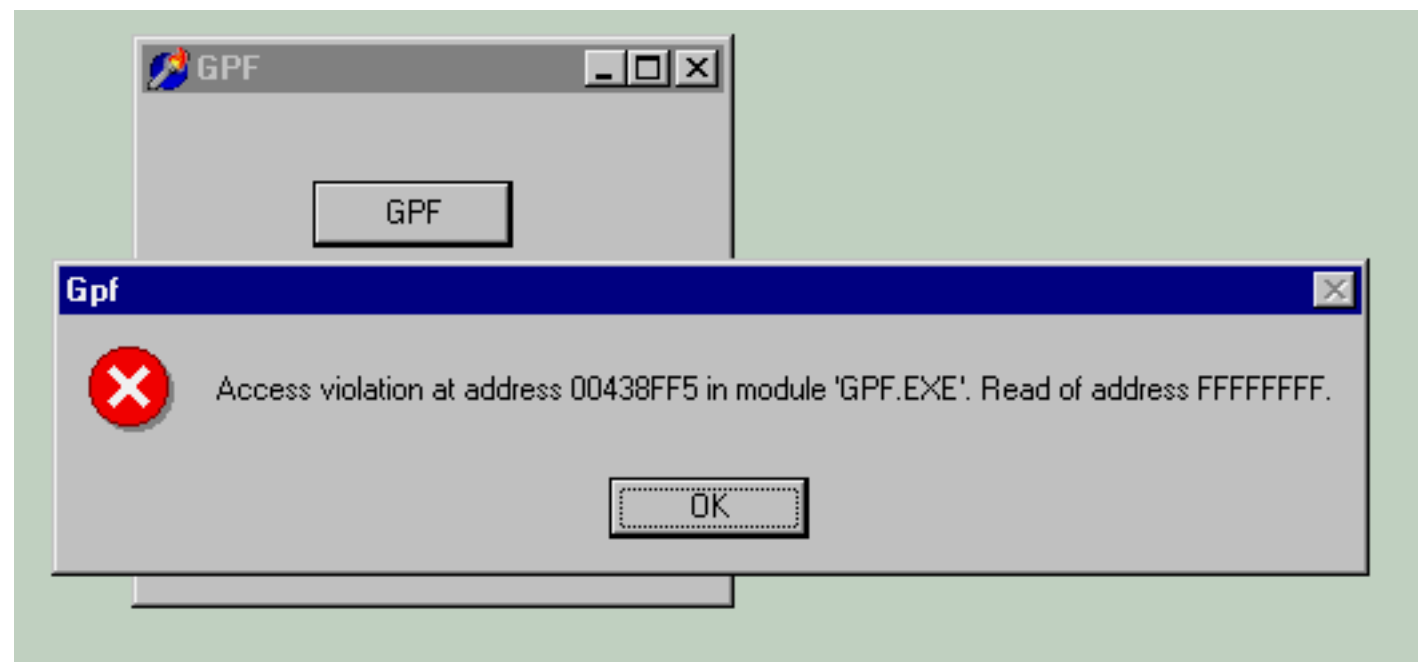 GPF
GPF
Gpf
Access violation at address 00438FF5 in module 'GPF.EXE'. Read of address FFFFFFFF.
OK